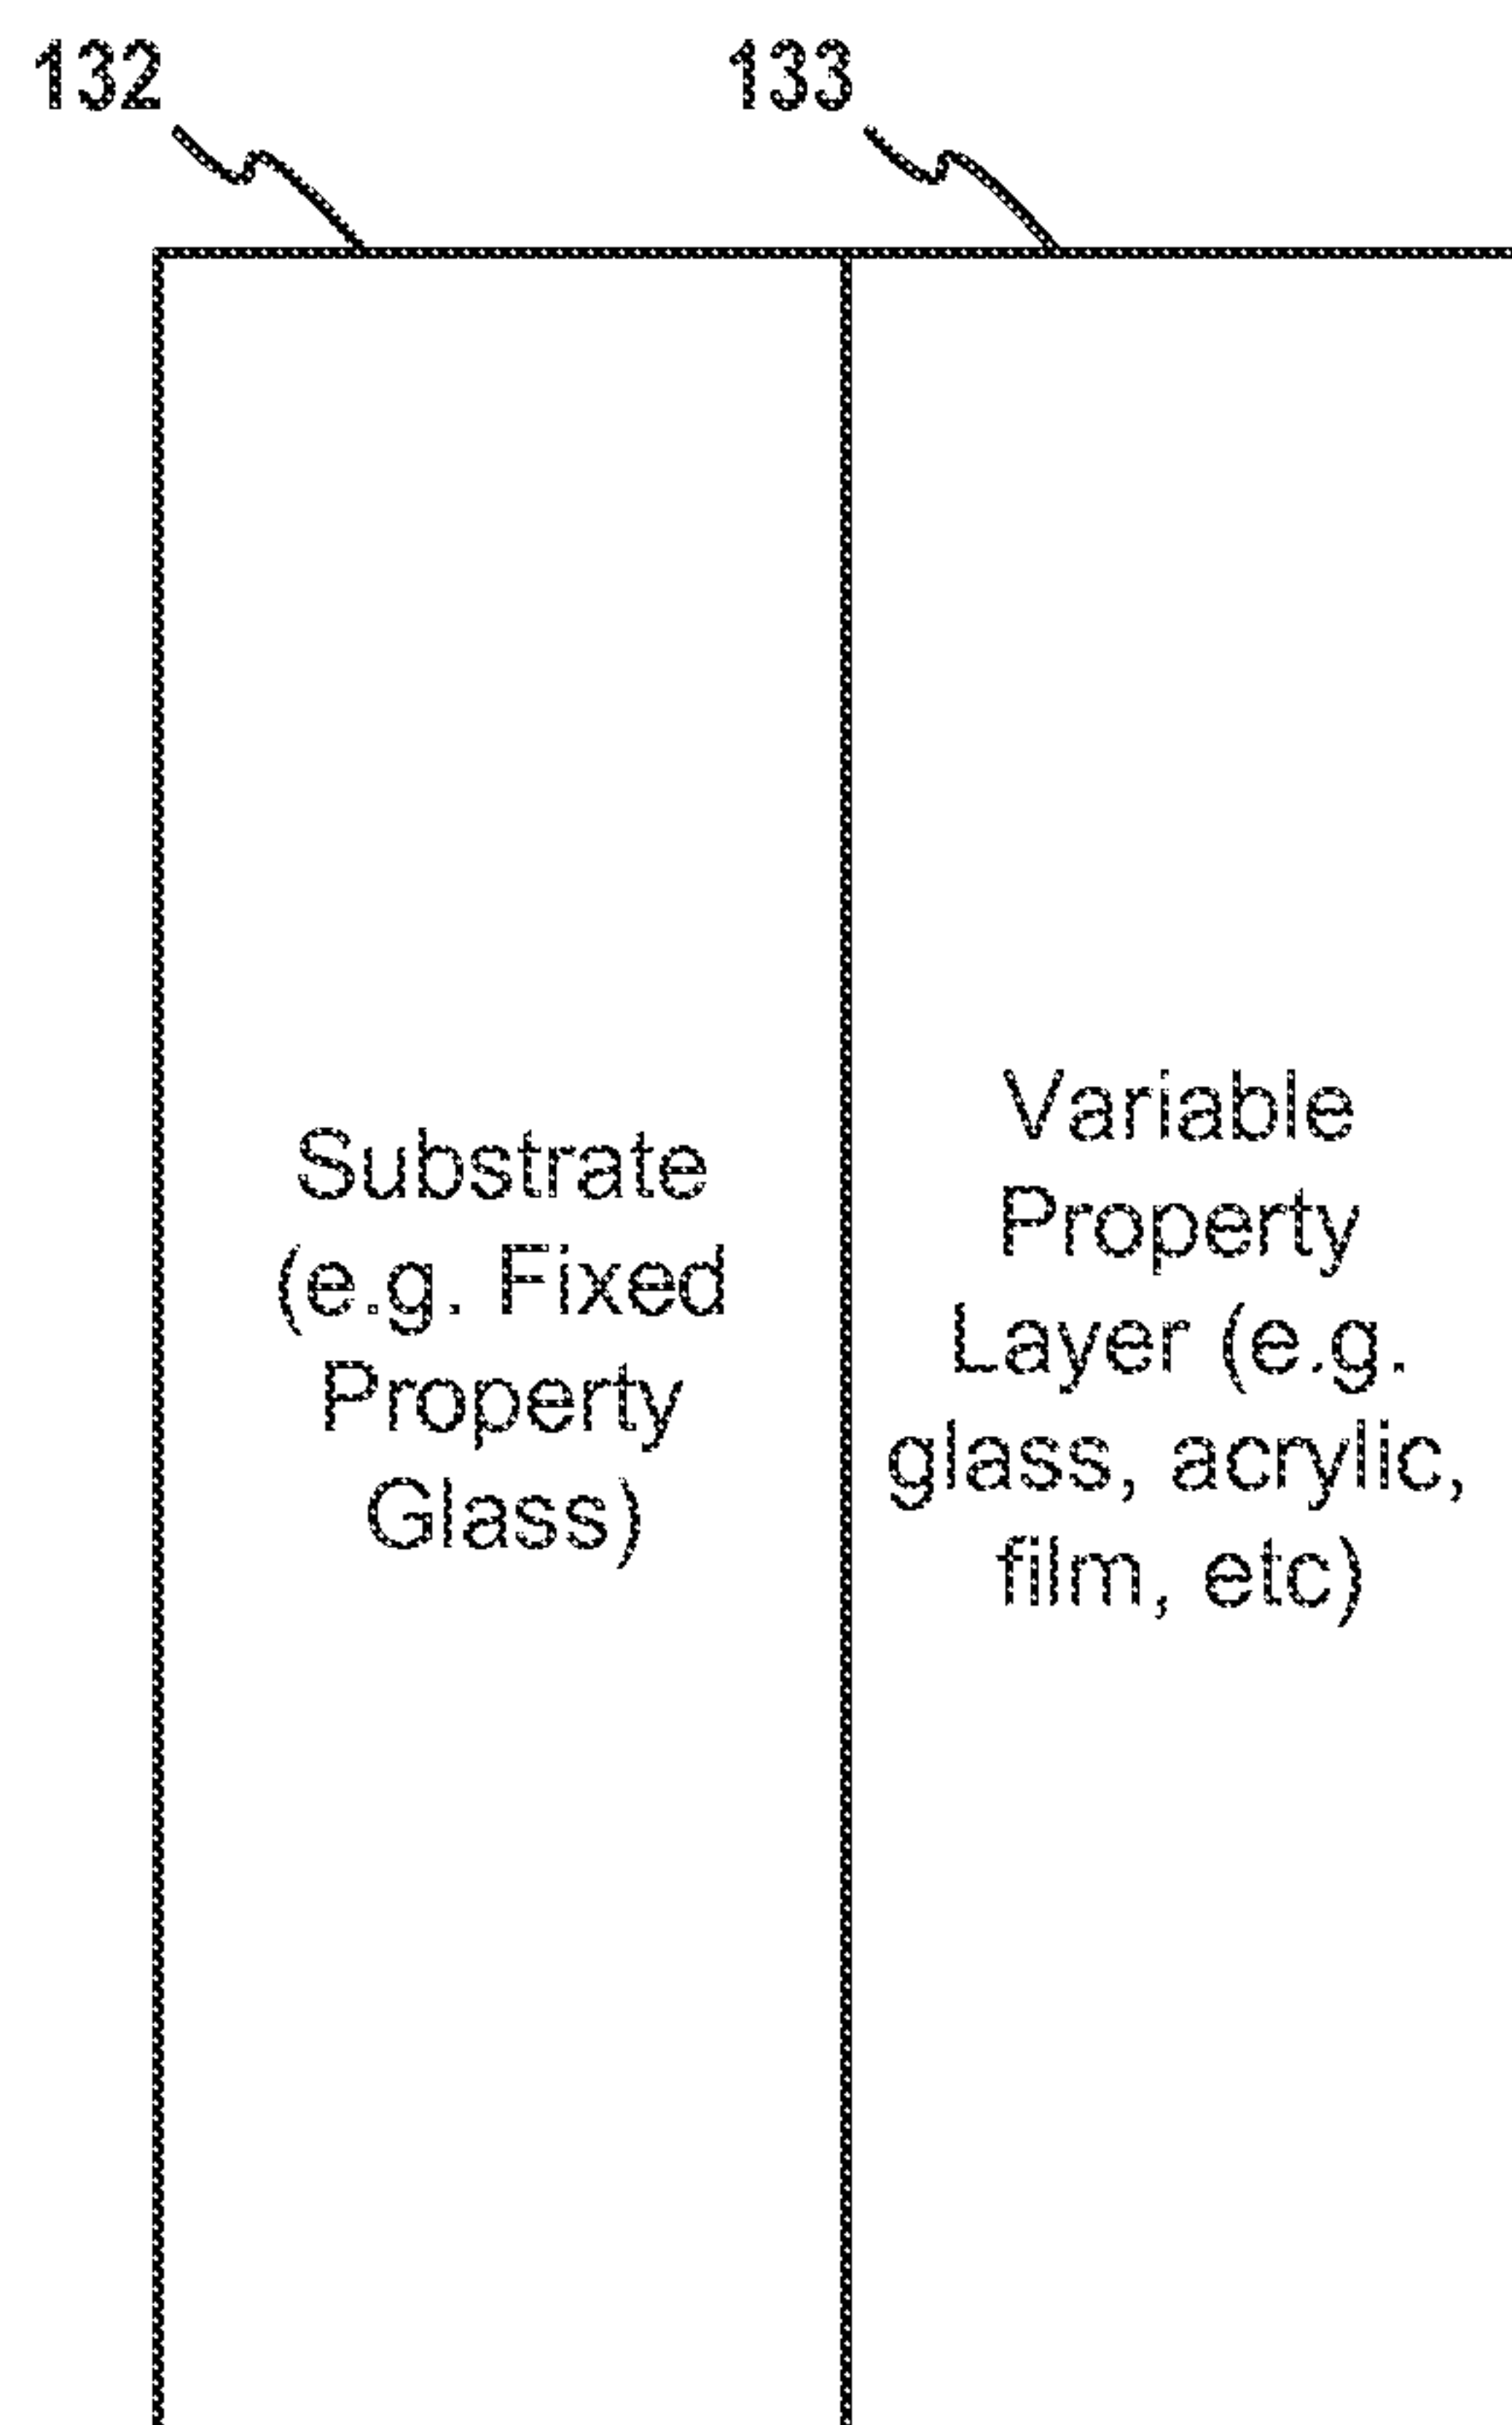 132
133
Substrate
(e.g. Fixed
Property
Glass)
Variable
Property
Layer (e.g.
glass, acrylic,
film, etc)